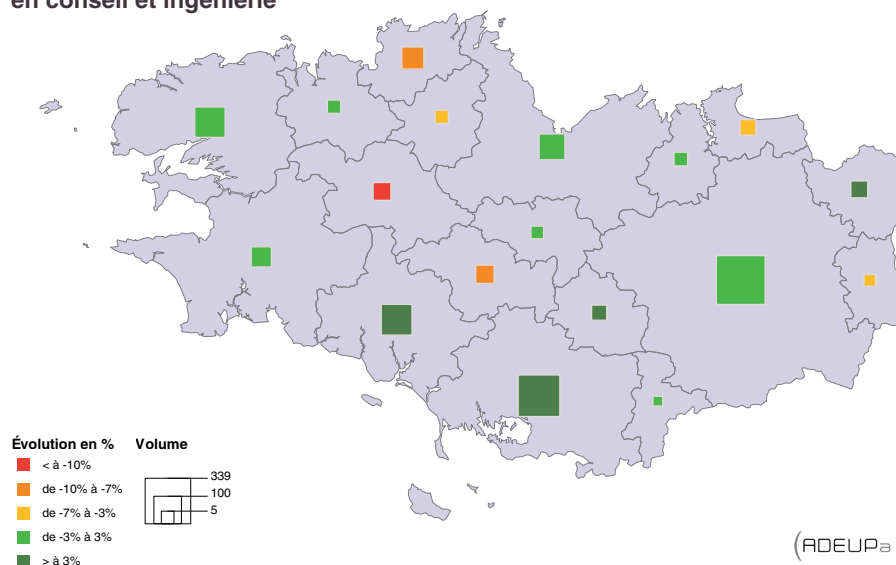 en conseil et ingénierie
Évolution en %
< à -10%
de -10% à -7%
de -7% à -3%
de -3% à 3%
> à 3%
Volume
339
100
5
ADEUPa